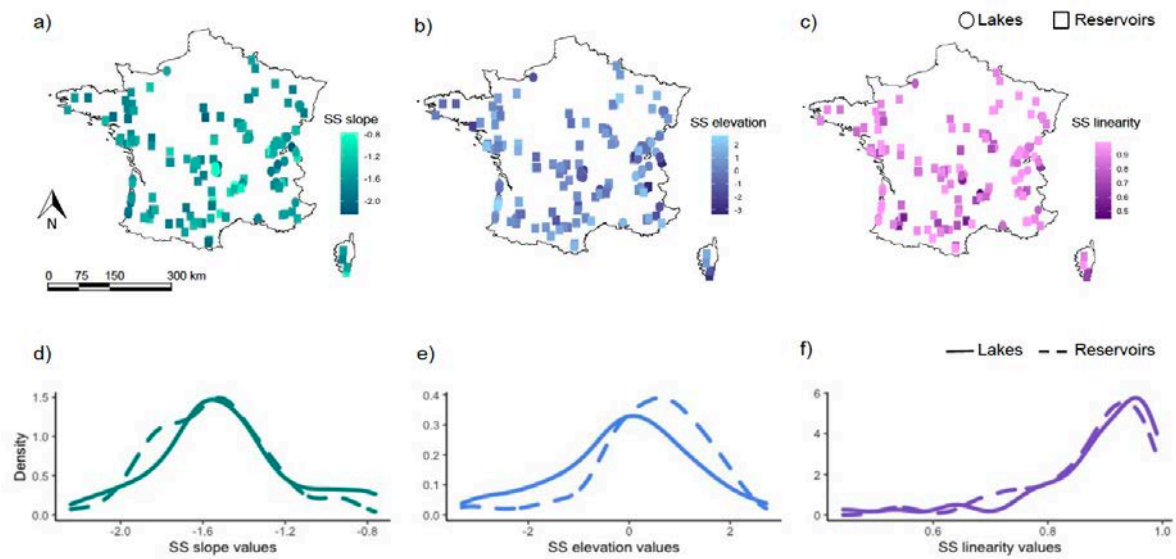 a)
b)
c)
Lakes
Reservoirs
SS slope
-0.8
-1.2
-1.6
-2.0
SS elevation
2
1
0
-1
-2
-3
SS linearity
0.9
0.8
0.7
0.6
0.5
N
0 75 150 300 km
d)
e)
f)
Lakes
Reservoirs
Density
1.5
1.0
0.5
0.0
-2.0 -1.6 -1.2 -0.8
SS slope values
0.4
0.3
0.2
0.1
0.0
-2 0 2
SS elevation values
6
4
2
0
0.6 0.8 1.0
SS linearity values